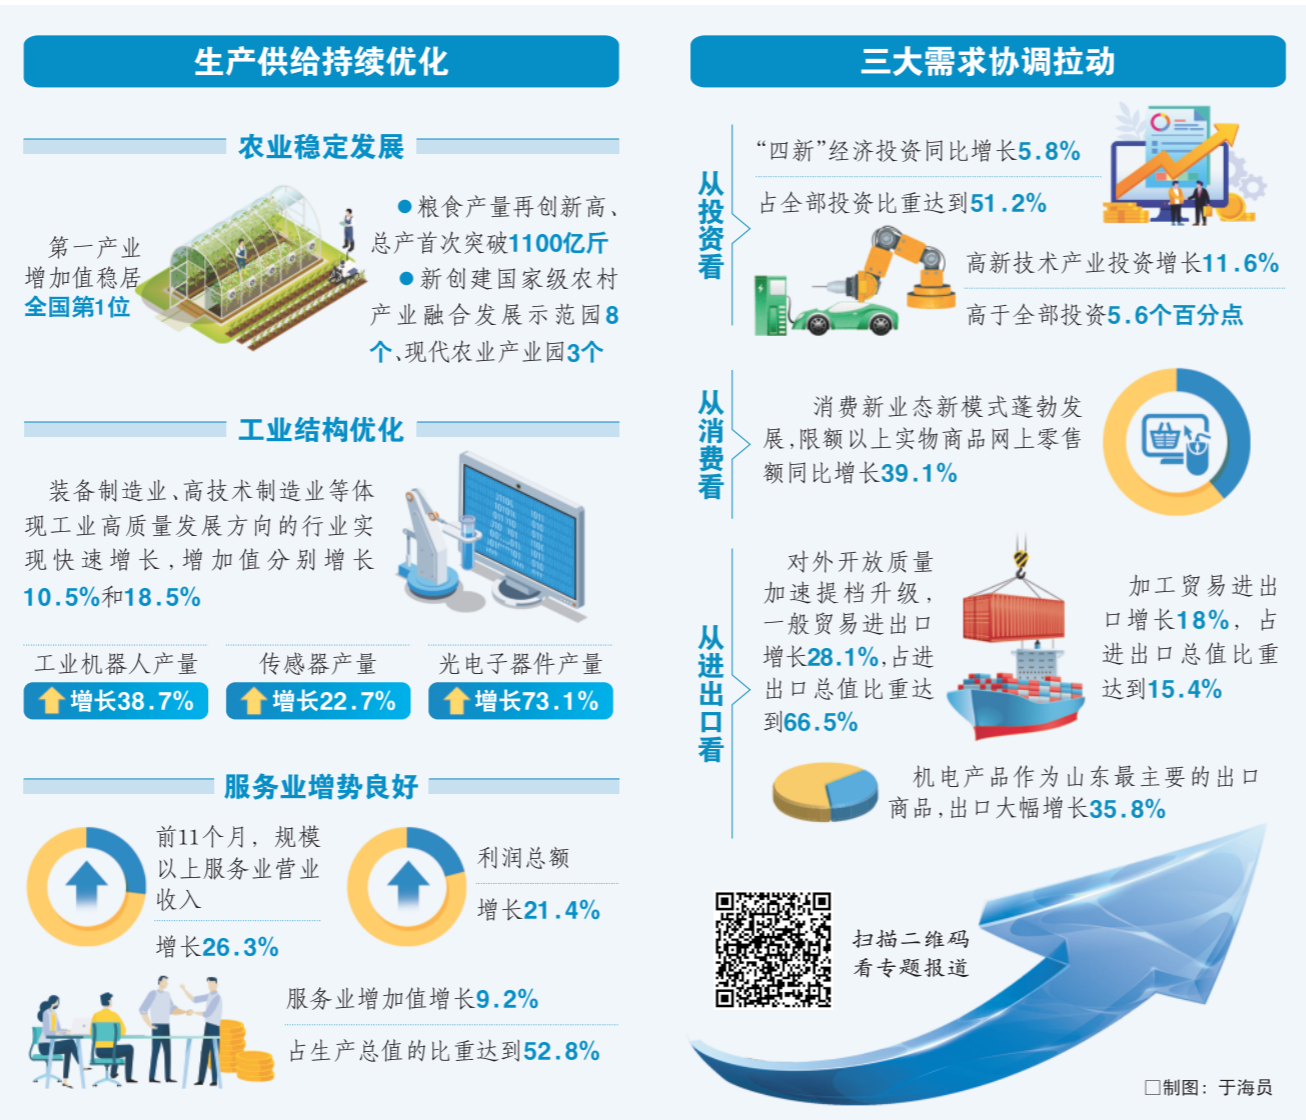 生产供给持续优化
农业稳定发展
第一产业
增加值稳居
全国第1位
●粮食产量再创新高、
总产首次突破1100亿斤
●新创建国家级农村
产业融合发展示范园8
个、现代农业产业园3个
工业结构优化
装备制造业、高技术制造业等体
现工业高质量发展方向的行业实
现快速增长,增加值分别增长
10.5%和18.5%
工业机器人产量
增长38.7%
传感器产量
增长22.7%
光电子器件产量
增长73.1%
服务业增势良好
前11个月，规模
以上服务业营业
收入
增长26.3%
利润总额
增长21.4%
服务业增加值增长9.2%
占生产总值的比重达到52.8%
三大需求协调拉动
从投资看
“四新”经济投资同比增长5.8%
占全部投资比重达到51.2%
高新技术产业投资增长11.6%
高于全部投资5.6个百分点
从消费看
消费新业态新模式蓬勃发
展,限额以上实物商品网上零售
额同比增长39.1%
从进出口看
对外开放质量
加速提档升级，
一般贸易进出口
增长28.1%,占进
出口总值比重达
到66.5%
加工贸易进出
口增长18%，占
进出口总值比重
达到15.4%
机电产品作为山东最主要的出口
商品,出口大幅增长35.8%
扫描二维码
看专题报道
□制图：于海员